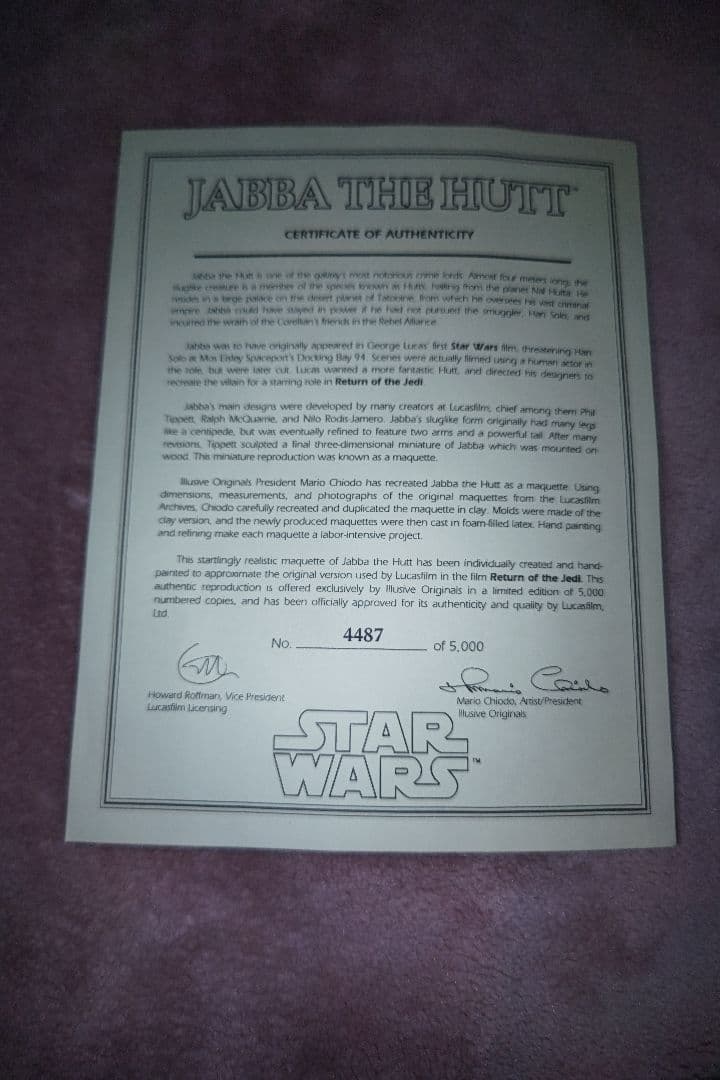 JABBA THE HUTT
CERTIFICATE OF AUTHENTICITY
Jabba the Hutt is one of the galaxy's most notorious crime lords. Almost four meters long, the
sluglike creature is a member of the species known as Hutts, hailing from the planet Nal Hutta. He
resides in a large palace on the desert planet of Tatooine, from which he oversees his vast criminal
empire. Jabba could have stayed in power if he had not pursued the smuggler, Han Solo, and
incurred the wrath of the Corellian's friends in the Rebel Alliance.
Jabba was to have originally appeared in George Lucas' first Star Wars film, threatening Han
Solo at Mos Eisley Spaceport's Docking Bay 94. Scenes were actually filmed using a human actor in
the role, but were later cut. Lucas wanted a more fantastic Hutt, and directed his designers to
recreate the villain for a starring role in Return of the Jedi.
Jabba's main designs were developed by many creators at Lucasfilm, chief among them Phil
Tippett, Ralph McQuarrie, and Nilo Rodis-Jamero. Jabba's sluglike form originally had many legs
like a centipede, but was eventually refined to feature two arms and a powerful tail. After many
revisions, Tippett sculpted a final three-dimensional miniature of Jabba which was mounted on
wood. This miniature reproduction was known as a maquette.
Illusive Originals President Mario Chiodo has recreated Jabba the Hutt as a maquette. Using
dimensions, measurements, and photographs of the original maquettes from the Lucasfilm
Archives, Chiodo carefully recreated and duplicated the maquette in clay. Molds were made of the
clay version, and the newly produced maquettes were then cast in foam-filled latex. Hand painting
and refining make each maquette a labor-intensive project.
This startlingly realistic maquette of Jabba the Hutt has been individually created and hand-
painted to approximate the original version used by Lucasfilm in the film Return of the Jedi. This
authentic reproduction is offered exclusively by Illusive Originals in a limited edition of 5,000
numbered copies, and has been officially approved for its authenticity and quality by Lucasfilm,
Ltd.
No. 4487 of 5,000
Howard Roffman, Vice President
Lucasfilm Licensing
Mario Chiodo, Artist/President
Illusive Originals
STAR
WARS™